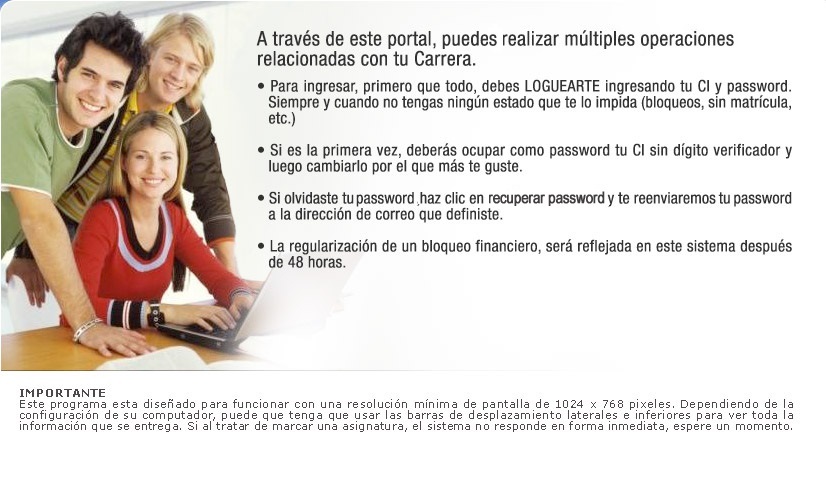 A través de este portal, puedes realizar múltiples operaciones
relacionadas con tu Carrera.
• Para ingresar, primero que todo, debes LOGUEARTE ingresando tu CI y password.
Siempre y cuando no tengas ningún estado que te lo impida (bloqueos, sin matrícula,
etc.)
• Si es la primera vez, deberás ocupar como password tu CI sin dígito verificador y
luego cambiarlo por el que más te guste.
• Si olvidaste tu password ,haz clic en recuperar password y te reenviaremos tu password
a la dirección de correo que definiste.
• La regularización de un bloqueo financiero, será reflejada en este sistema después
de 48 horas.
IMPORTANTE
Este programa esta diseñado para funcionar con una resolución mínima de pantalla de 1024 x 768 pixeles. Dependiendo de la
configuración de su computador, puede que tenga que usar las barras de desplazamiento laterales e inferiores para ver toda la
información que se entrega. Si al tratar de marcar una asignatura, el sistema no responde en forma inmediata, espere un momento.